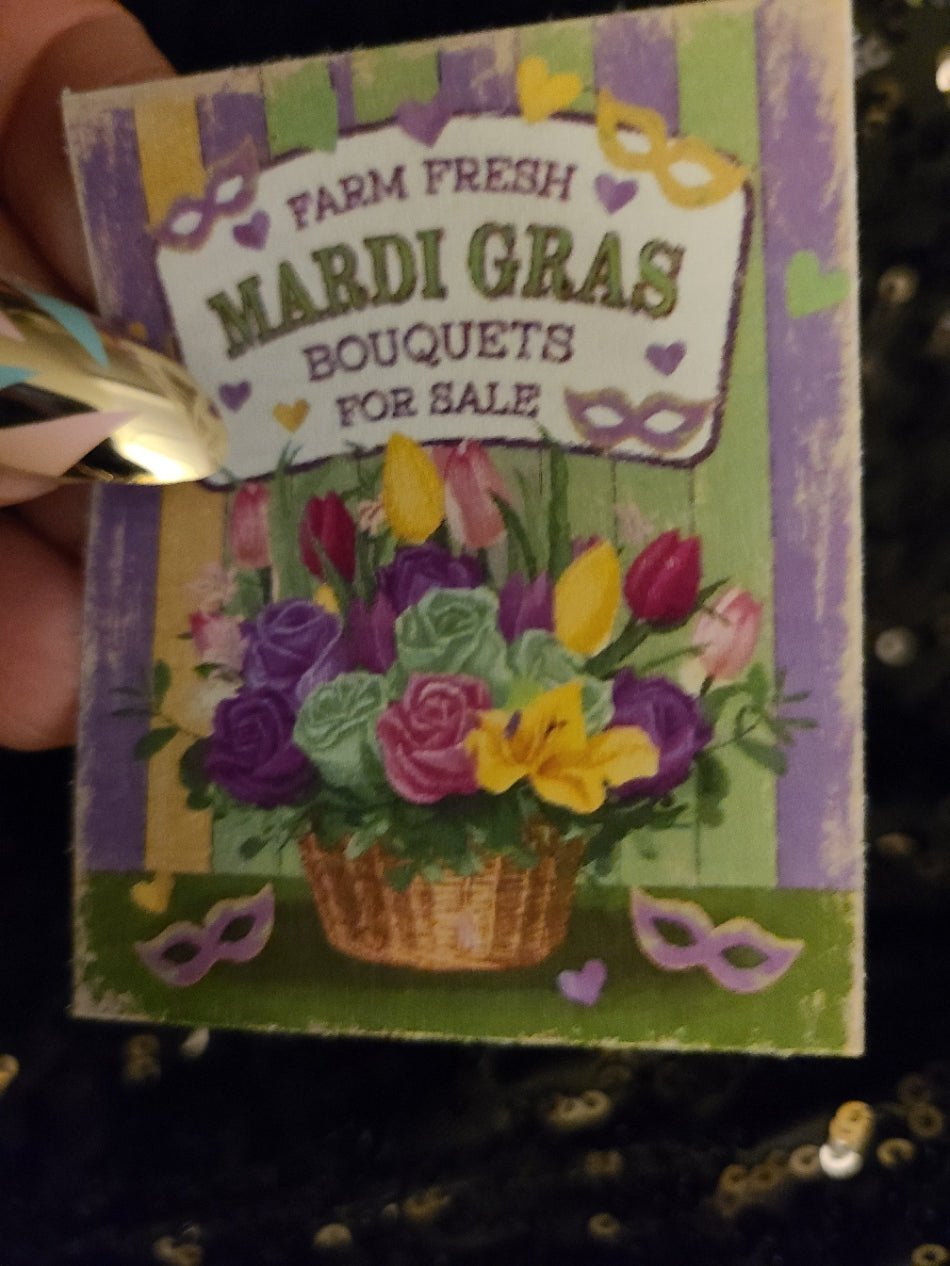 FARM FRESH
MARDI GRAS
BOUQUETS
FOR SALE